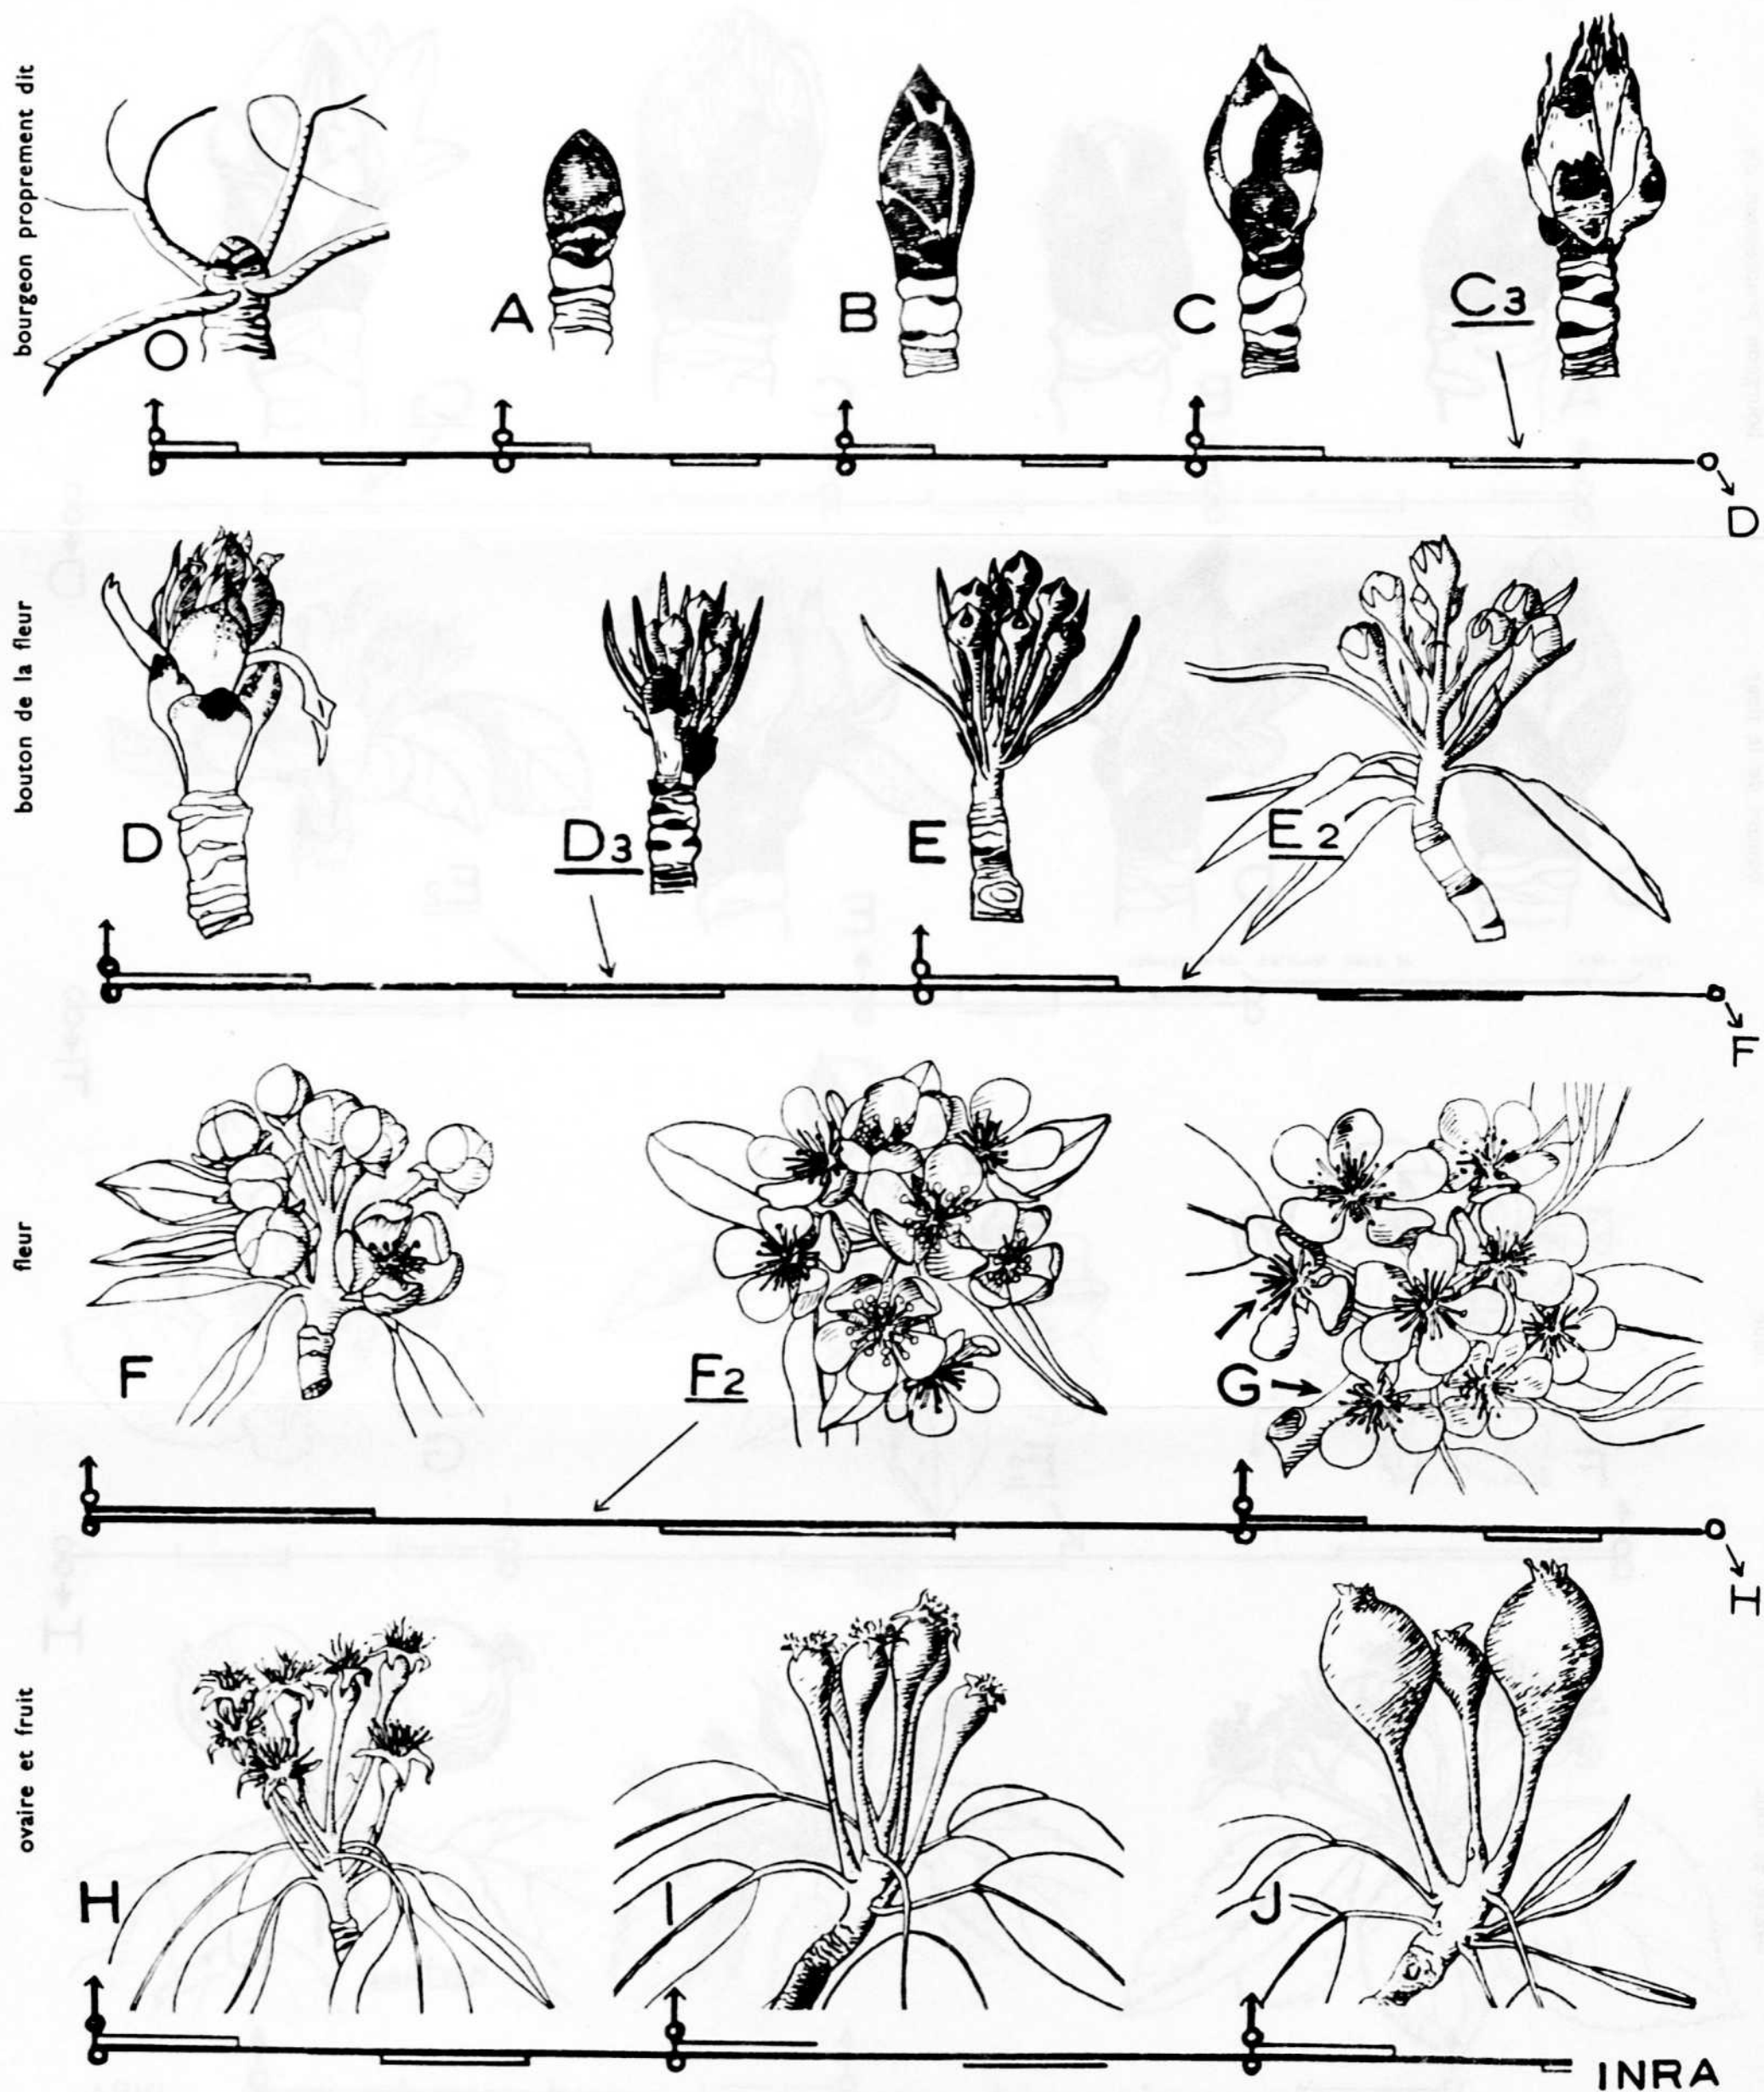 bourgeon proprement dit
O
A
B
C
C3
D
bouton de la fleur
D
D3
E
E2
F
fleur
F
F2
G
H
ovaire et fruit
H
I
J
INRA